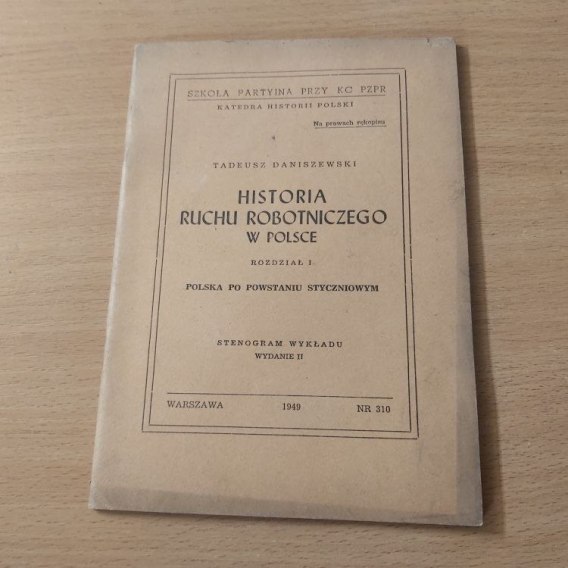 SZKOŁA PARTYJNA PRZY KC PZPR
KATEDRA HISTORII POLSKI
Na prawach rękopisu
TADEUSZ DANISZEWSKI
HISTORIA
RUCHU ROBOTNICZEGO
W POLSCE
ROZDZIAŁ I
POLSKA PO POWSTANIU STYCZNIOWYM
STENOGRAM WYKŁADU
WYDANIE II
WARSZAWA 1949 NR 310